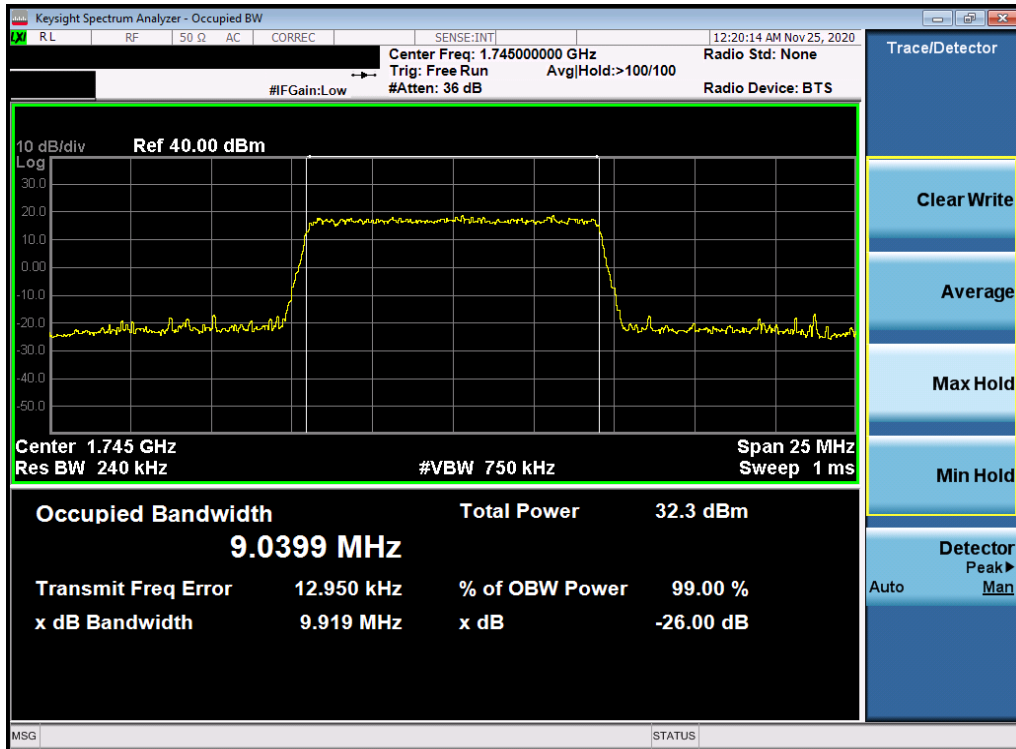 Keysight Spectrum Analyzer - Occupied BW
LXI RL RF 50 Ω AC CORREC SENSE:INT 12:20:14 AM Nov 25, 2020
Center Freq: 1.745000000 GHz Radio Std: None
Trig: Free Run Avg|Hold:>100/100
#IFGain:Low #Atten: 36 dB Radio Device: BTS
10 dB/div Ref 40.00 dBm
Log
30.0
20.0
10.0
0.00
-10.0
-20.0
-30.0
-40.0
-50.0
Center 1.745 GHz Span 25 MHz
Res BW 240 kHz #VBW 750 kHz Sweep 1 ms
Occupied Bandwidth Total Power 32.3 dBm
9.0399 MHz
Transmit Freq Error 12.950 kHz % of OBW Power 99.00 %
x dB Bandwidth 9.919 MHz x dB -26.00 dB
MSG STATUS
Trace/Detector
Clear Write
Average
Max Hold
Min Hold
Detector
Peak▶
Auto Man